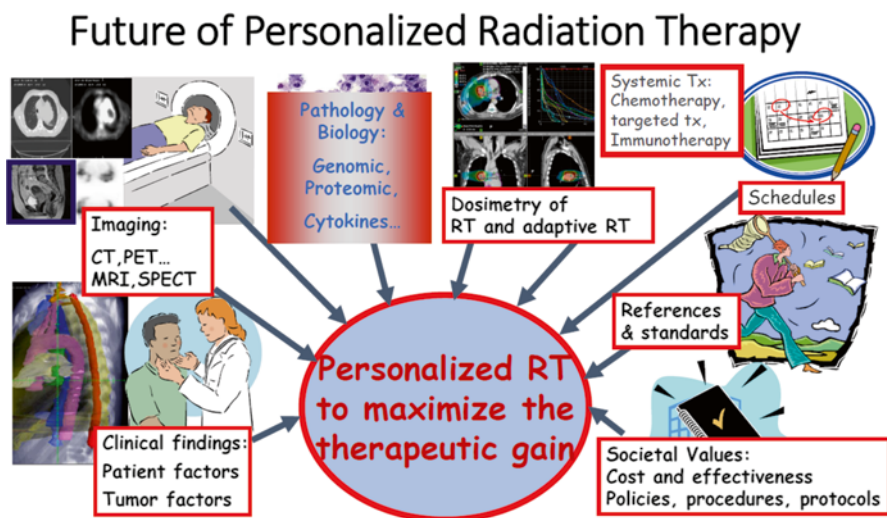 Future of Personalized Radiation Therapy
Imaging:
CT,PET…
MRI,SPECT
Pathology &
Biology:
Genomic,
Proteomic,
Cytokines…
Dosimetry of
RT and adaptive RT
Systemic Tx:
Chemotherapy,
targeted tx,
Immunotherapy
Schedules
References
& standards
Clinical findings:
Patient factors
Tumor factors
Personalized RT
to maximize the
therapeutic gain
Societal Values:
Cost and effectiveness
Policies, procedures, protocols